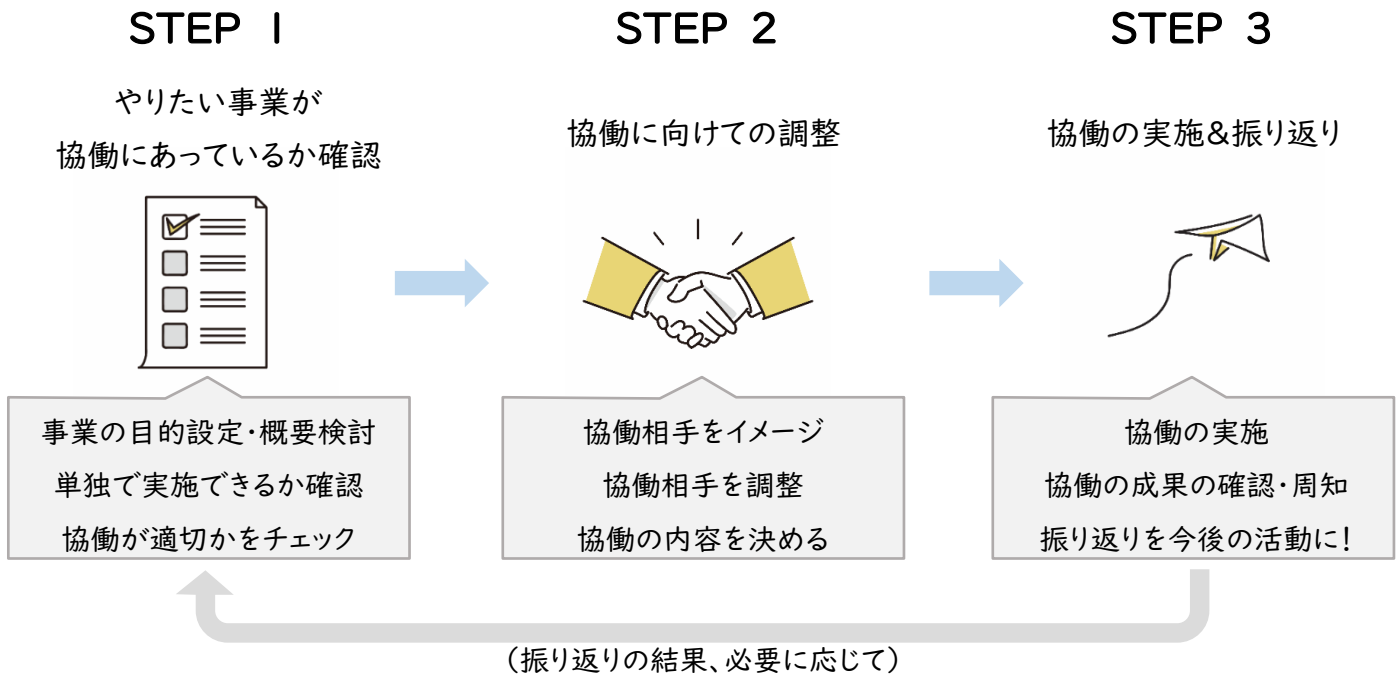 STEP 1
やりたい事業が
協働にあっているか確認
事業の目的設定・概要検討
単独で実施できるか確認
協働が適切かをチェック
STEP 2
協働に向けての調整
協働相手をイメージ
協働相手を調整
協働の内容を決める
STEP 3
協働の実施&振り返り
協働の実施
協働の成果の確認・周知
振り返りを今後の活動に!
(振り返りの結果、必要に応じて)